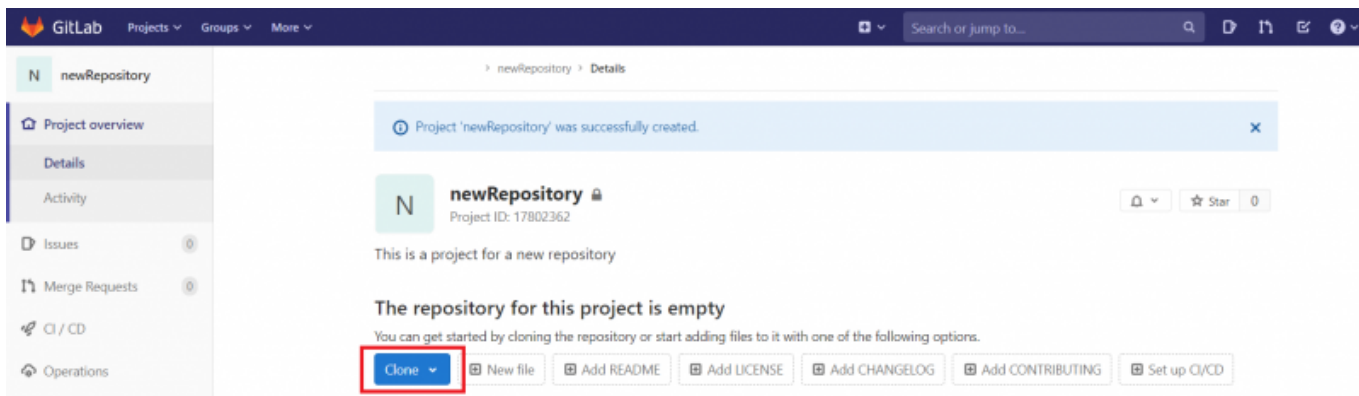 GitLab Projects Groups More Search or jump to...
N newRepository
Project overview
Details
Activity
Issues 0
Merge Requests 0
CI / CD
Operations
> newRepository > Details
Project 'newRepository' was successfully created.
N
newRepository
Project ID: 17802362
Star 0
This is a project for a new repository
The repository for this project is empty
You can get started by cloning the repository or start adding files to it with one of the following options.
Clone New file Add README Add LICENSE Add CHANGELOG Add CONTRIBUTING Set up CI/CD